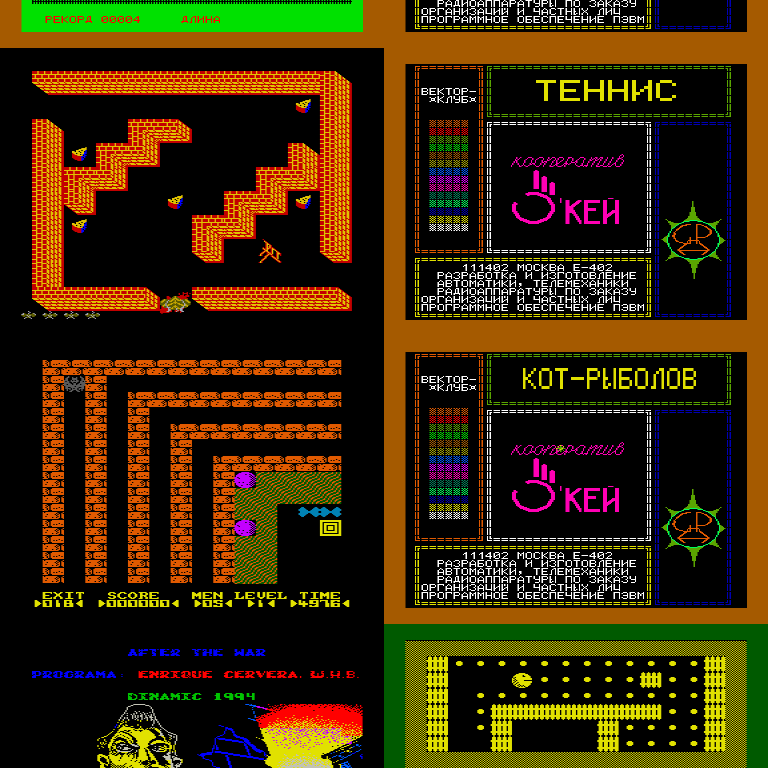 РЕКОРД 00004 ДЛИНА
РАДИОАППАРАТУРЫ ПО ЗАКАЗУ
ОРГАНИЗАЦИЙ И ЧАСТНЫХ ЛИЦ
ПРОГРАММНОЕ ОБЕСПЕЧЕНИЕ ПЭВМ
ВЕКТОР-
*КЛУБ*
ТЕННИС
кооператив
О'КЕЙ
111402 МОСКВА Е-402
РАЗРАБОТКА И ИЗГОТОВЛЕНИЕ
АВТОМАТИКИ, ТЕЛЕМЕХАНИКИ
РАДИОАППАРАТУРЫ ПО ЗАКАЗУ
ОРГАНИЗАЦИЙ И ЧАСТНЫХ ЛИЦ
ПРОГРАММНОЕ ОБЕСПЕЧЕНИЕ ПЭВМ
EXIT SCORE MEN LEVEL TIME
018 000000 05 1 4976
ВЕКТОР-
*КЛУБ*
КОТ-РЫБОЛОВ
кооператив
О'КЕЙ
111402 МОСКВА Е-402
РАЗРАБОТКА И ИЗГОТОВЛЕНИЕ
АВТОМАТИКИ, ТЕЛЕМЕХАНИКИ
РАДИОАППАРАТУРЫ ПО ЗАКАЗУ
ОРГАНИЗАЦИЙ И ЧАСТНЫХ ЛИЦ
ПРОГРАММНОЕ ОБЕСПЕЧЕНИЕ ПЭВМ
AFTER THE WAR
PROGRAMA: ENRIQUE CERVERA. W.H.B.
DINAMIC 1994